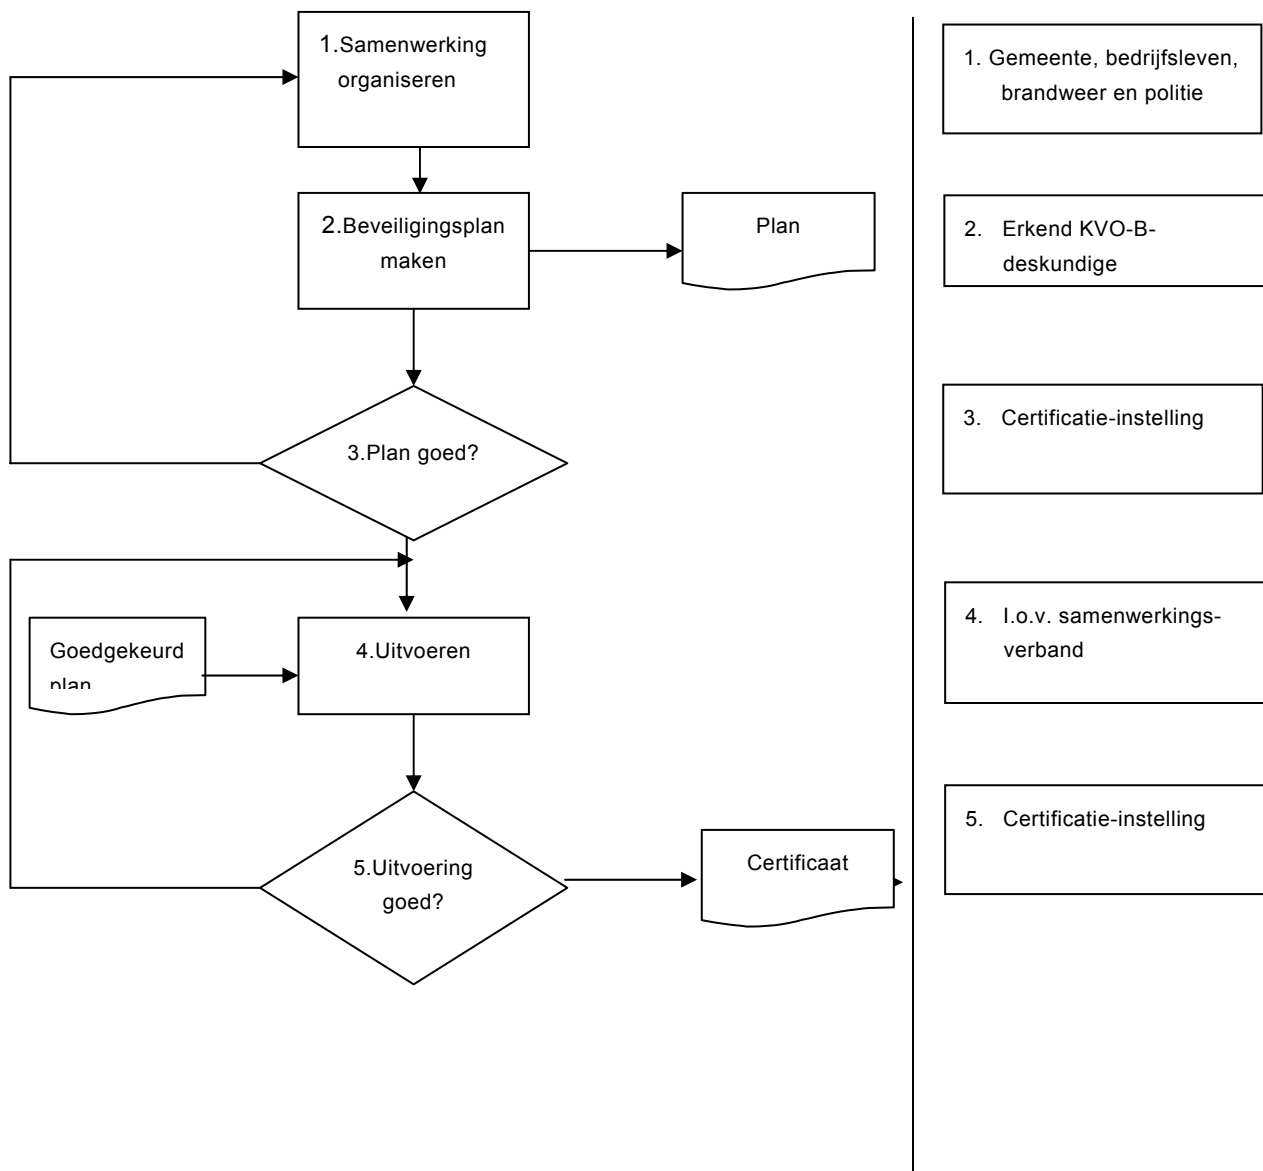 1.Samenwerking
organiseren
2.Beveiligingsplan
maken
Plan
3.Plan goed?
Goedgekeurd
plan
4.Uitvoeren
5.Uitvoering
goed?
Certificaat
1. Gemeente, bedrijfsleven,
brandweer en politie
2. Erkend KVO-B-
deskundige
3. Certificatie-instelling
4. I.o.v. samenwerkings-
verband
5. Certificatie-instelling